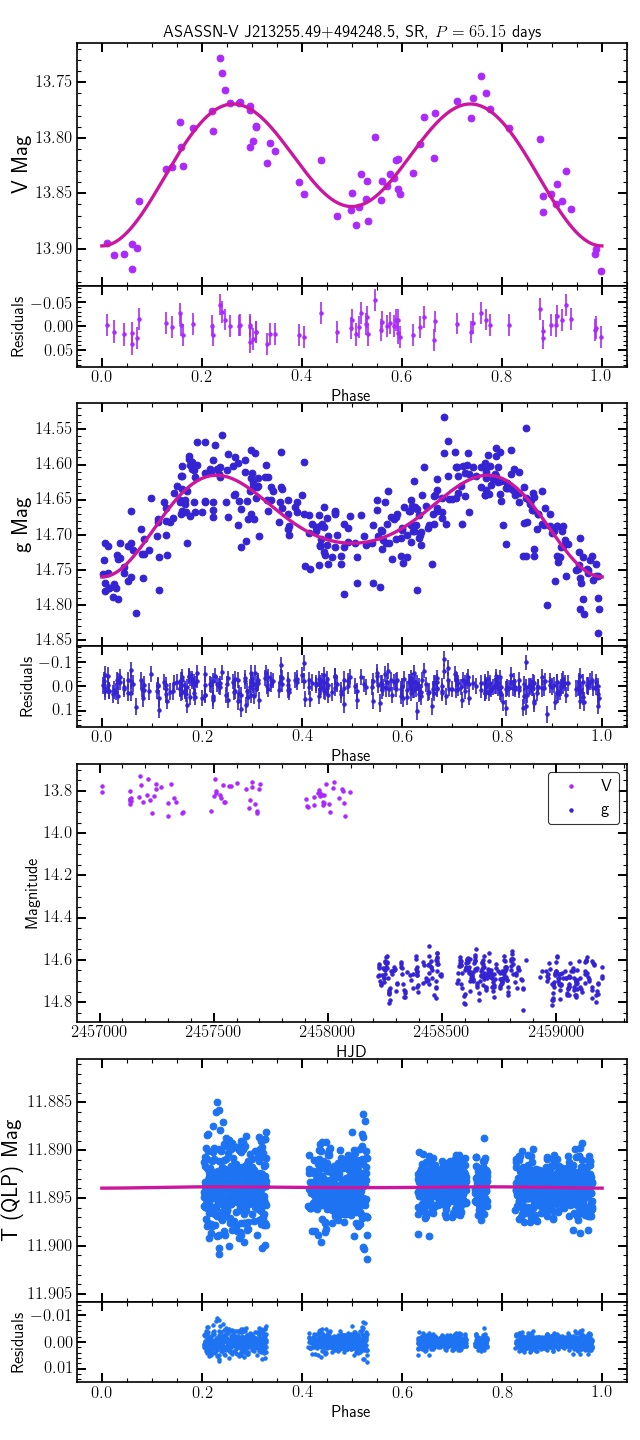 ASASSN-V J213255.49+494248.5, SR, P = 65.15 days
V Mag
13.75
13.80
13.85
13.90
Residuals
−0.05
0.00
0.05
0.0 0.2 0.4 0.6 0.8 1.0
Phase
g Mag
14.55
14.60
14.65
14.70
14.75
14.80
14.85
Residuals
−0.1
0.0
0.1
0.0 0.2 0.4 0.6 0.8 1.0
Phase
Magnitude
13.8
14.0
14.2
14.4
14.6
14.8
V
g
2457000 2457500 2458000 2458500 2459000
HJD
T (QLP) Mag
11.885
11.890
11.895
11.900
11.905
Residuals
−0.01
0.00
0.01
0.0 0.2 0.4 0.6 0.8 1.0
Phase